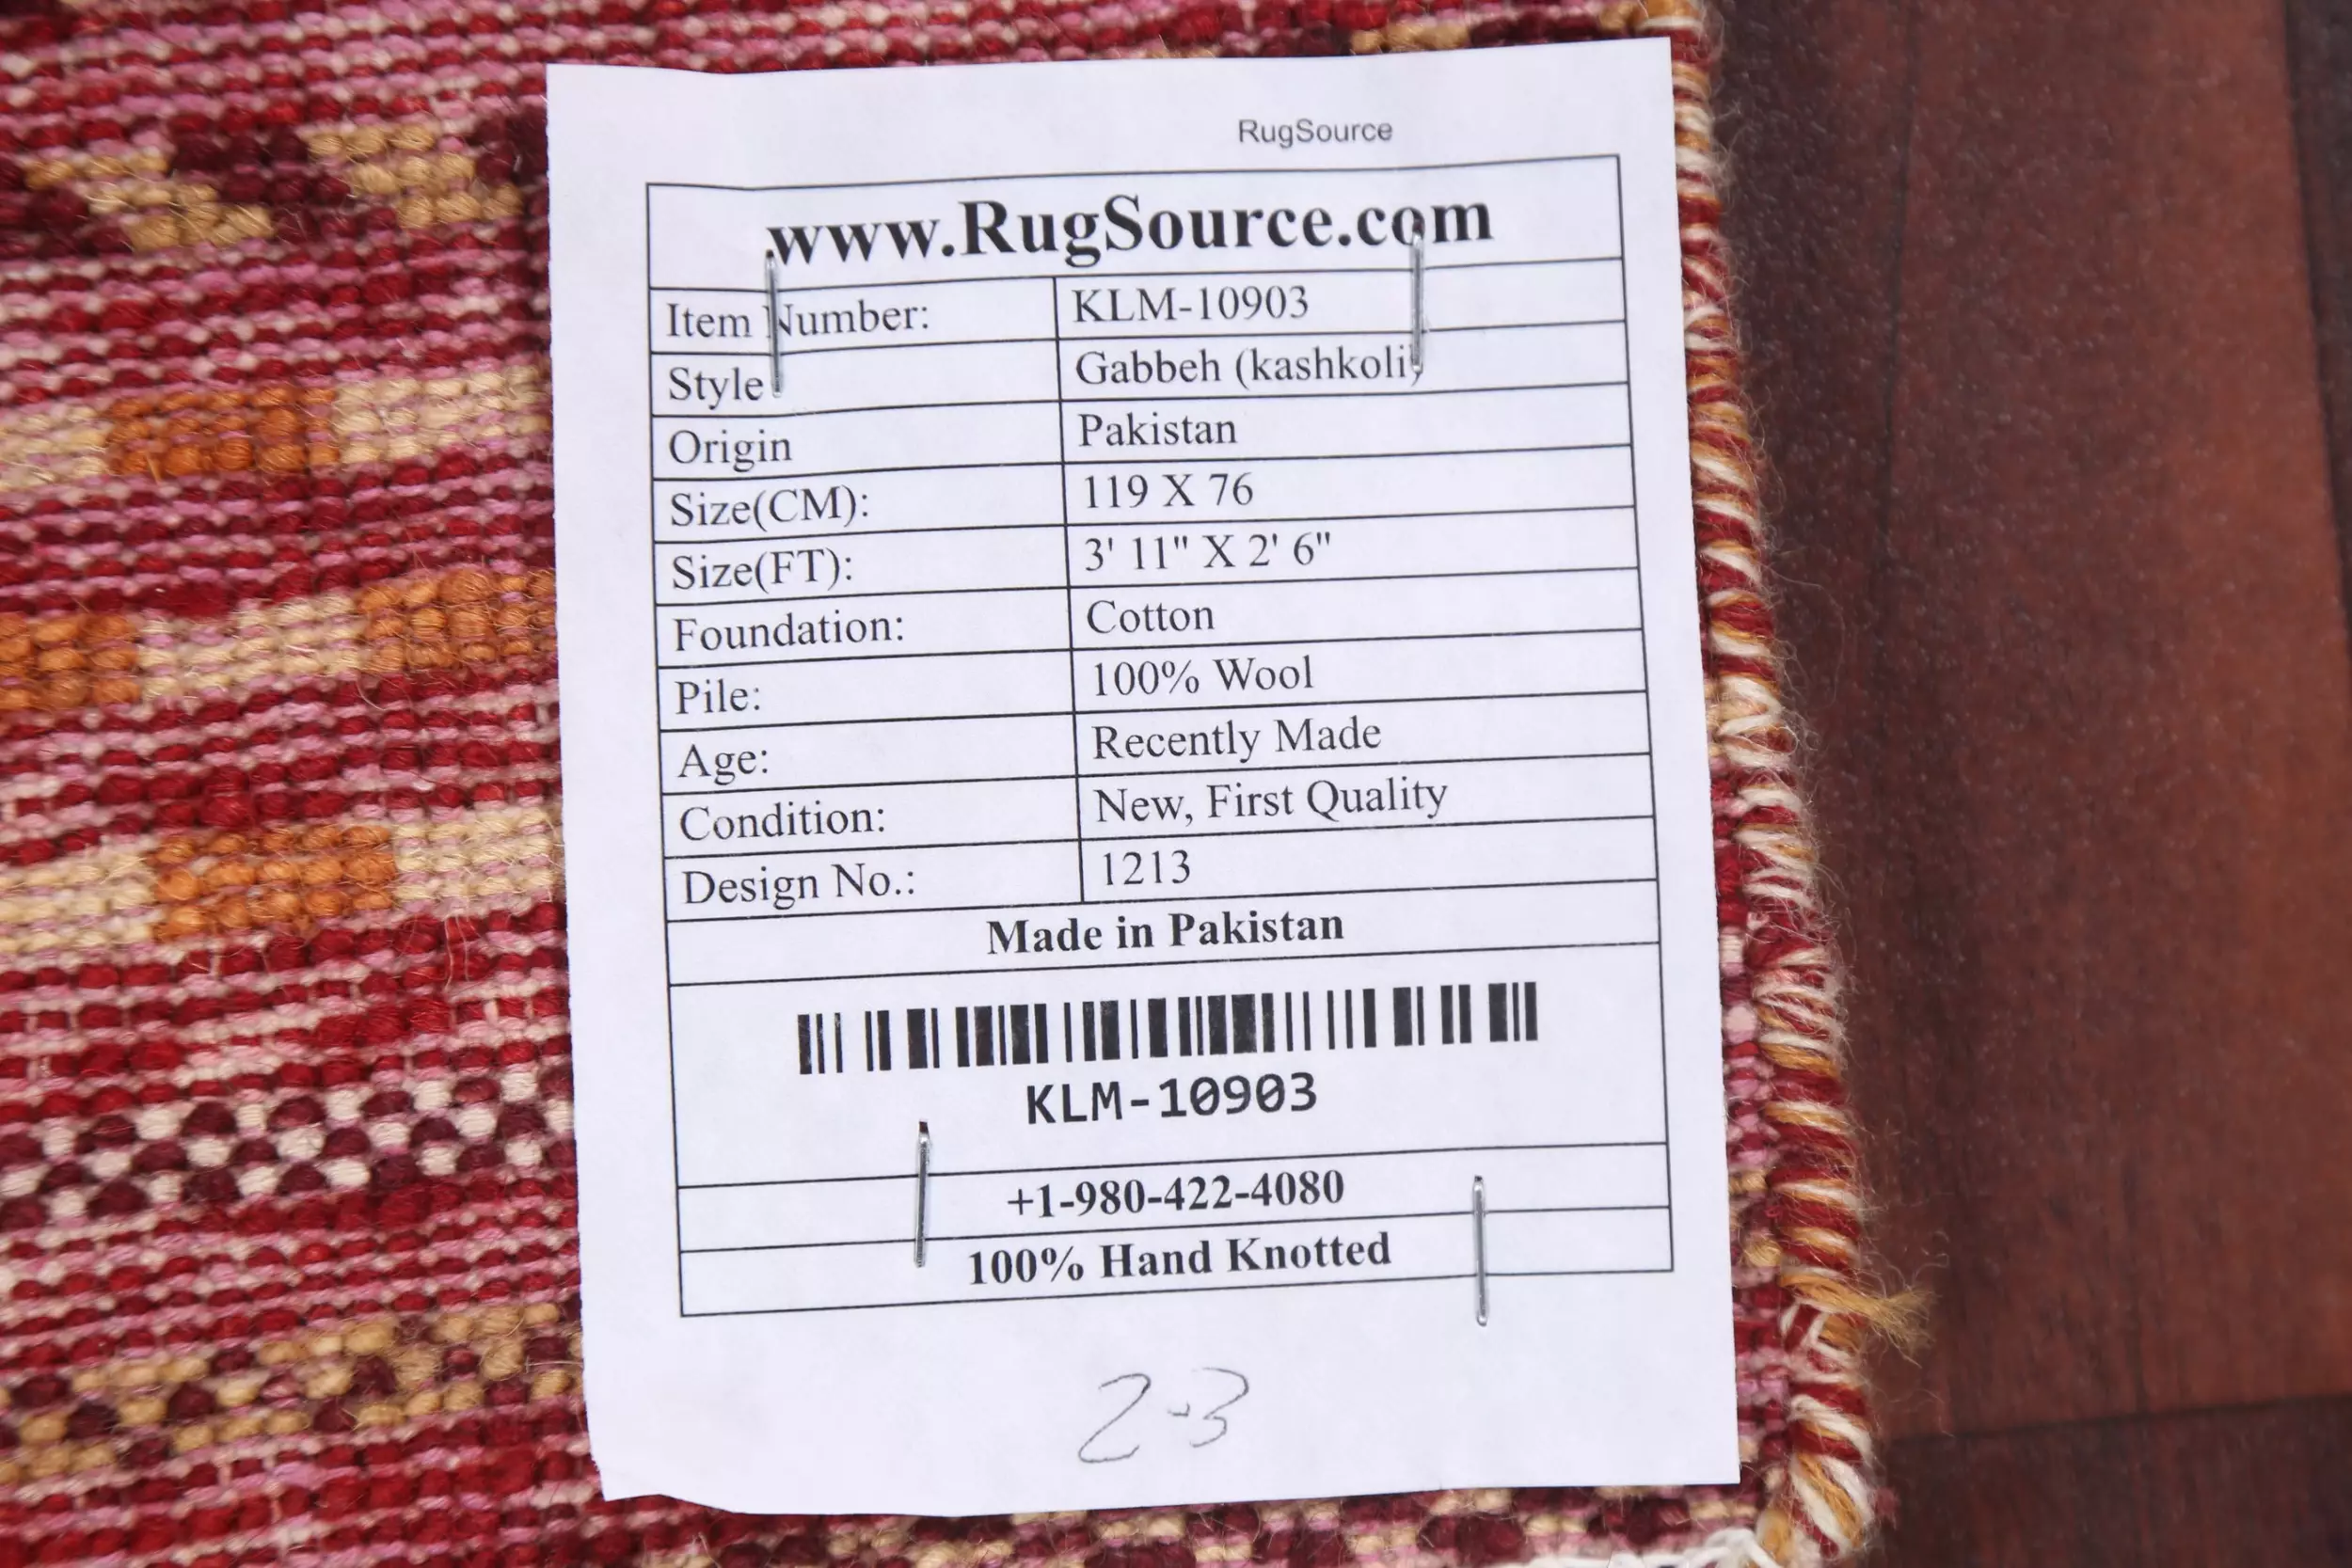 RugSource
www.RugSource.com
Item Number: KLM-10903
Style Gabbeh (kashkoli)
Origin Pakistan
Size(CM): 119 X 76
Size(FT): 3' 11" X 2' 6"
Foundation: Cotton
Pile: 100% Wool
Age: Recently Made
Condition: New, First Quality
Design No.: 1213
Made in Pakistan
KLM-10903
+1-980-422-4080
100% Hand Knotted
2-3